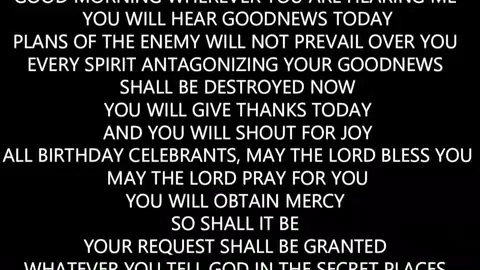 GOOD MORNING WHEREVER YOU ARE HEARING ME
YOU WILL HEAR GOODNEWS TODAY
PLANS OF THE ENEMY WILL NOT PREVAIL OVER YOU
EVERY SPIRIT ANTAGONIZING YOUR GOODNEWS
SHALL BE DESTROYED NOW
YOU WILL GIVE THANKS TODAY
AND YOU WILL SHOUT FOR JOY
ALL BIRTHDAY CELEBRANTS, MAY THE LORD BLESS YOU
MAY THE LORD PRAY FOR YOU
YOU WILL OBTAIN MERCY
SO SHALL IT BE
YOUR REQUEST SHALL BE GRANTED
WHATEVER YOU TELL GOD IN THE SECRET PLACES